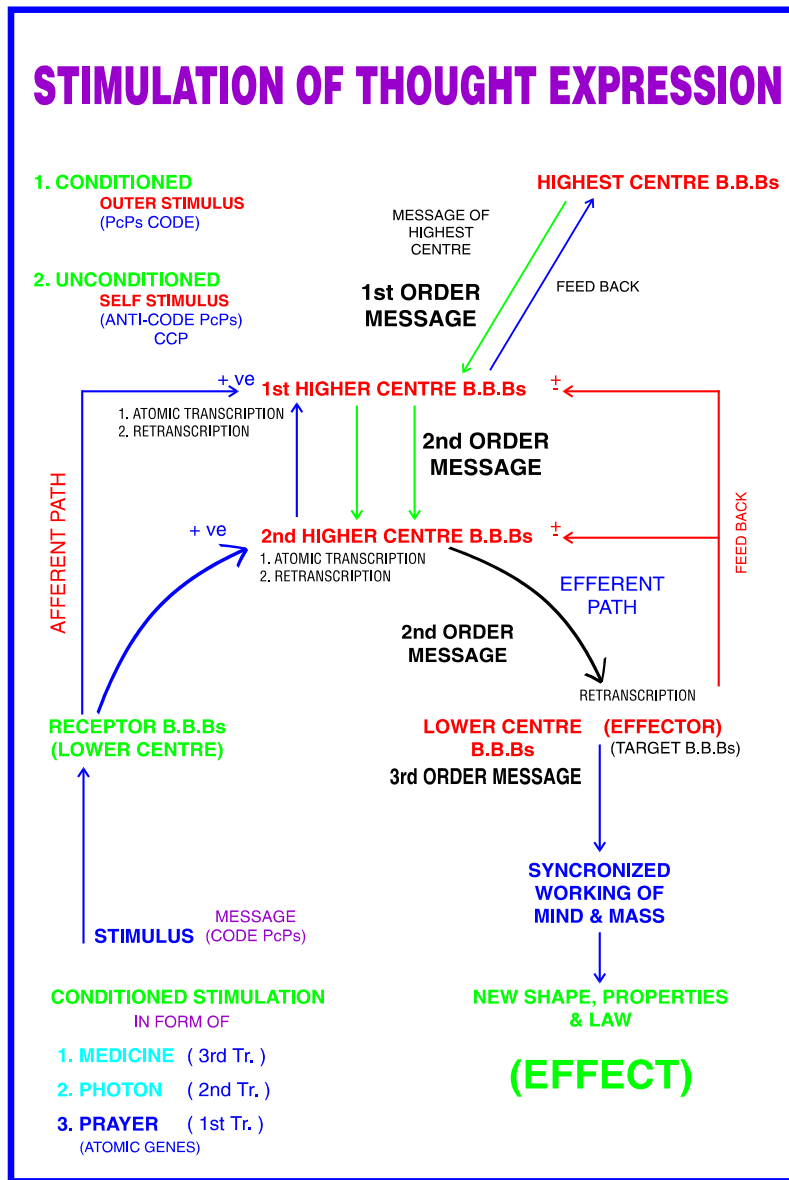 STIMULATION OF THOUGHT EXPRESSION
1. CONDITIONED
OUTER STIMULUS
(PcPs CODE)
2. UNCONDITIONED
SELF STIMULUS
(ANTI-CODE PcPs)
CCP
HIGHEST CENTRE B.B.Bs
MESSAGE OF
HIGHEST
CENTRE
1st ORDER
MESSAGE
FEED BACK
+ ve
1st HIGHER CENTRE B.B.Bs
+
-
1. ATOMIC TRANSCRIPTION
2. RETRANSCRIPTION
2nd ORDER
MESSAGE
AFFERENT PATH
+ ve
2nd HIGHER CENTRE B.B.Bs
+
-
1. ATOMIC TRANSCRIPTION
2. RETRANSCRIPTION
FEED BACK
EFFERENT
PATH
2nd ORDER
MESSAGE
RETRANSCRIPTION
RECEPTOR B.B.Bs
(LOWER CENTRE)
LOWER CENTRE
B.B.Bs
(EFFECTOR)
(TARGET B.B.Bs)
3rd ORDER MESSAGE
SYNCRONIZED
WORKING OF
MIND & MASS
STIMULUS
MESSAGE
(CODE PcPs)
CONDITIONED STIMULATION
IN FORM OF
1. MEDICINE ( 3rd Tr. )
2. PHOTON ( 2nd Tr. )
3. PRAYER ( 1st Tr. )
(ATOMIC GENES)
NEW SHAPE, PROPERTIES
& LAW
(EFFECT)